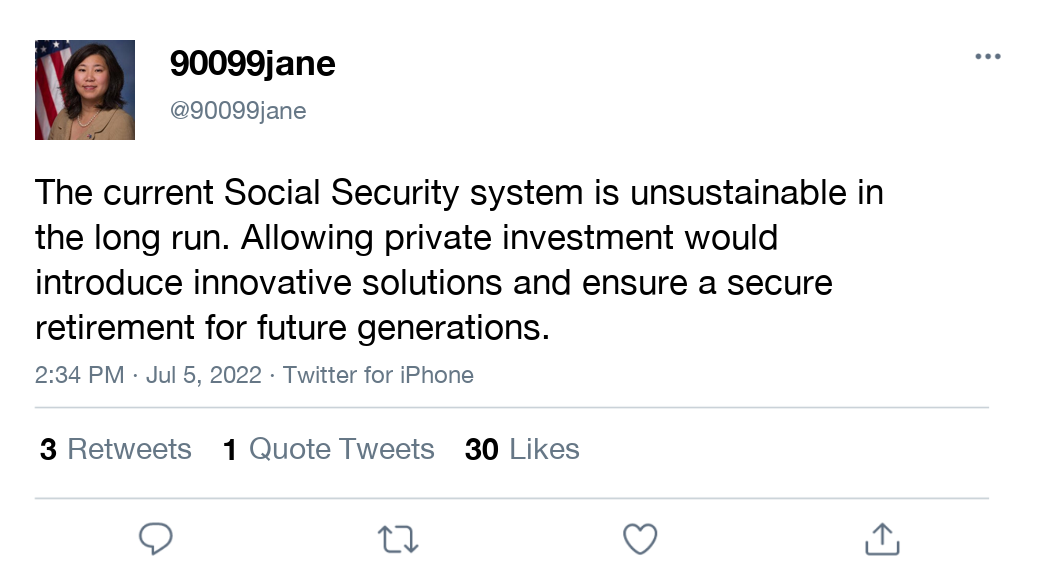 90099jane
@90099jane
The current Social Security system is unsustainable in
the long run. Allowing private investment would
introduce innovative solutions and ensure a secure
retirement for future generations.
2:34 PM · Jul 5, 2022 · Twitter for iPhone
3 Retweets 1 Quote Tweets 30 Likes